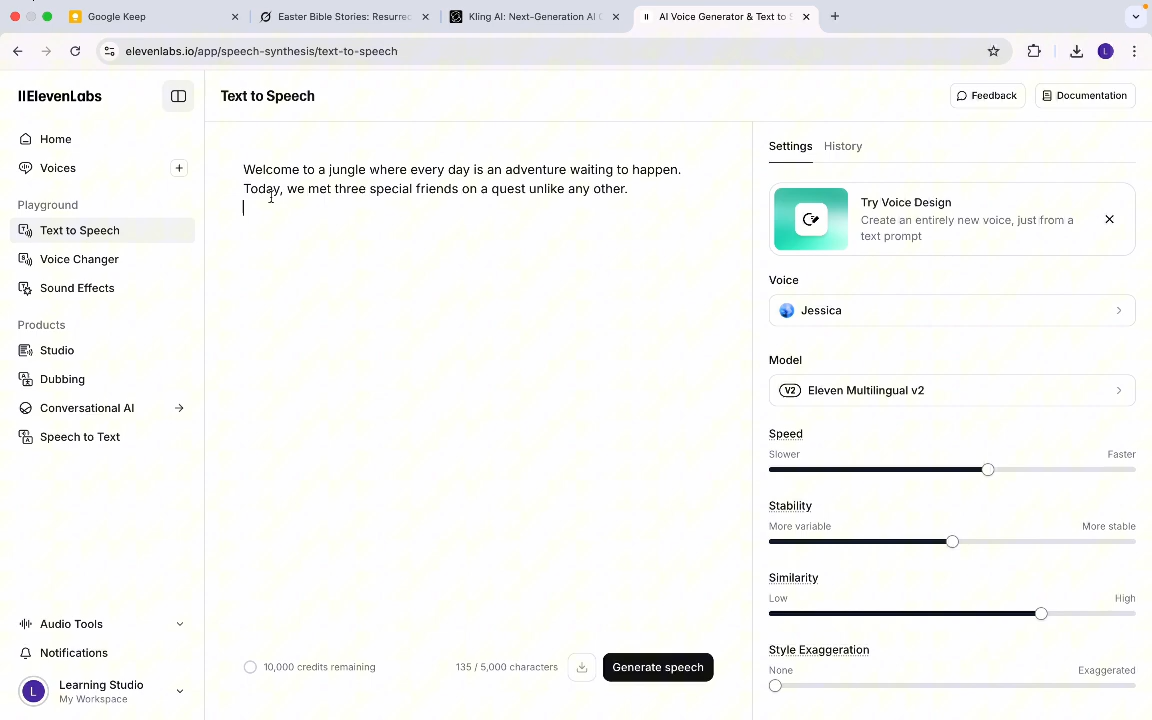 Google Keep
Easter Bible Stories: Resurrec
Kling AI: Next-Generation AI C
AI Voice Generator & Text to S
elevenlabs.io/app/speech-synthesis/text-to-speech
L
IIElevenLabs
Text to Speech
Feedback
Documentation
Home
Voices
Playground
Text to Speech
Voice Changer
Sound Effects
Products
Studio
Dubbing
Conversational AI
Speech to Text
Audio Tools
Notifications
L
Learning Studio
My Workspace
Welcome to a jungle where every day is an adventure waiting to happen.
Today, we met three special friends on a quest unlike any other.
10,000 credits remaining
135 / 5,000 characters
Generate speech
Settings
History
Try Voice Design
Create an entirely new voice, just from a
text prompt
Voice
Jessica
Model
V2 Eleven Multilingual v2
Speed
Slower
Faster
Stability
More variable
More stable
Similarity
Low
High
Style Exaggeration
None
Exaggerated